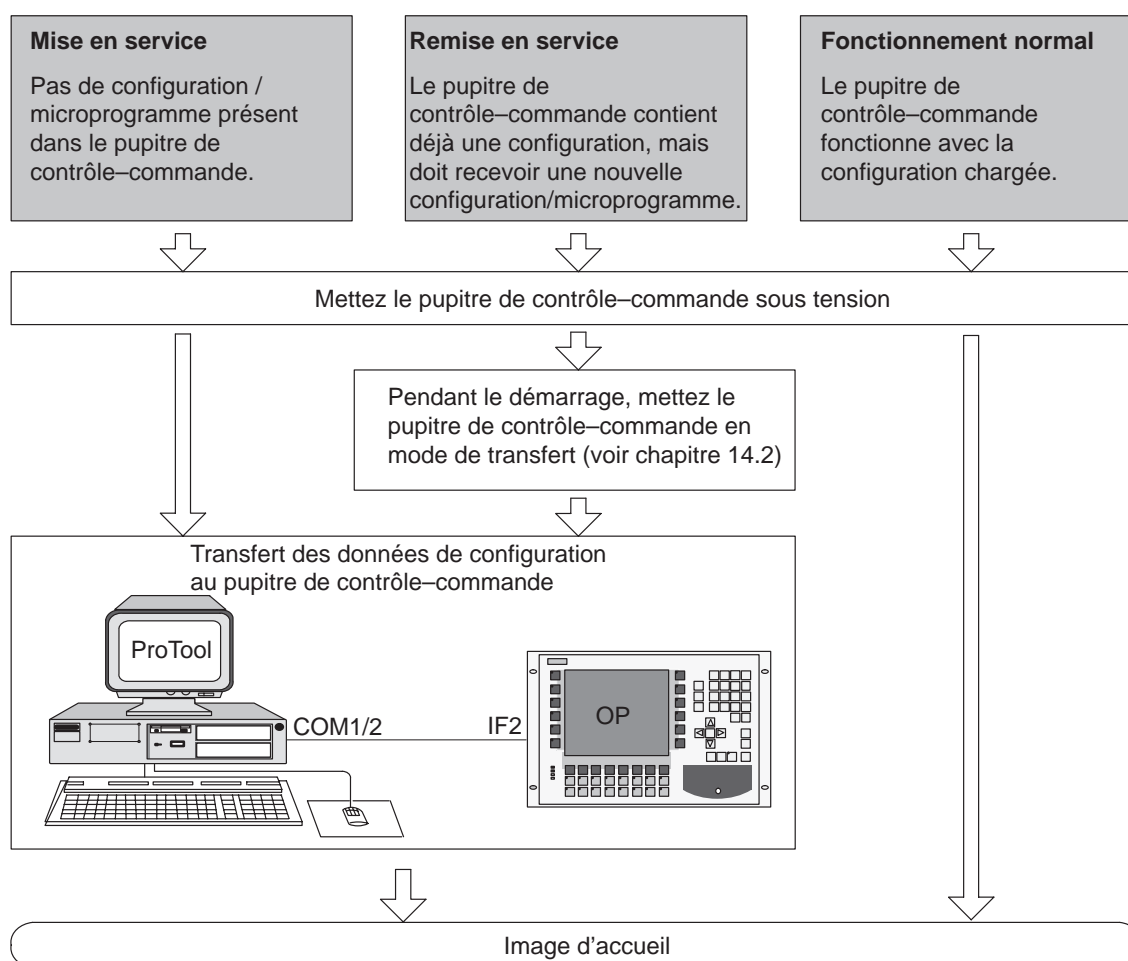 Mise en service
Pas de configuration /
microprogramme présent
dans le pupitre de
contrôle–commande.
Remise en service
Le pupitre de
contrôle–commande contient
déjà une configuration, mais
doit recevoir une nouvelle
configuration/microprogramme.
Fonctionnement normal
Le pupitre de
contrôle–commande
fonctionne avec la
configuration chargée.
Mettez le pupitre de contrôle–commande sous tension
Pendant le démarrage, mettez le
pupitre de contrôle–commande en
mode de transfert (voir chapitre 14.2)
Transfert des données de configuration
au pupitre de contrôle–commande
ProTool
COM1/2
IF2
OP
Image d'accueil